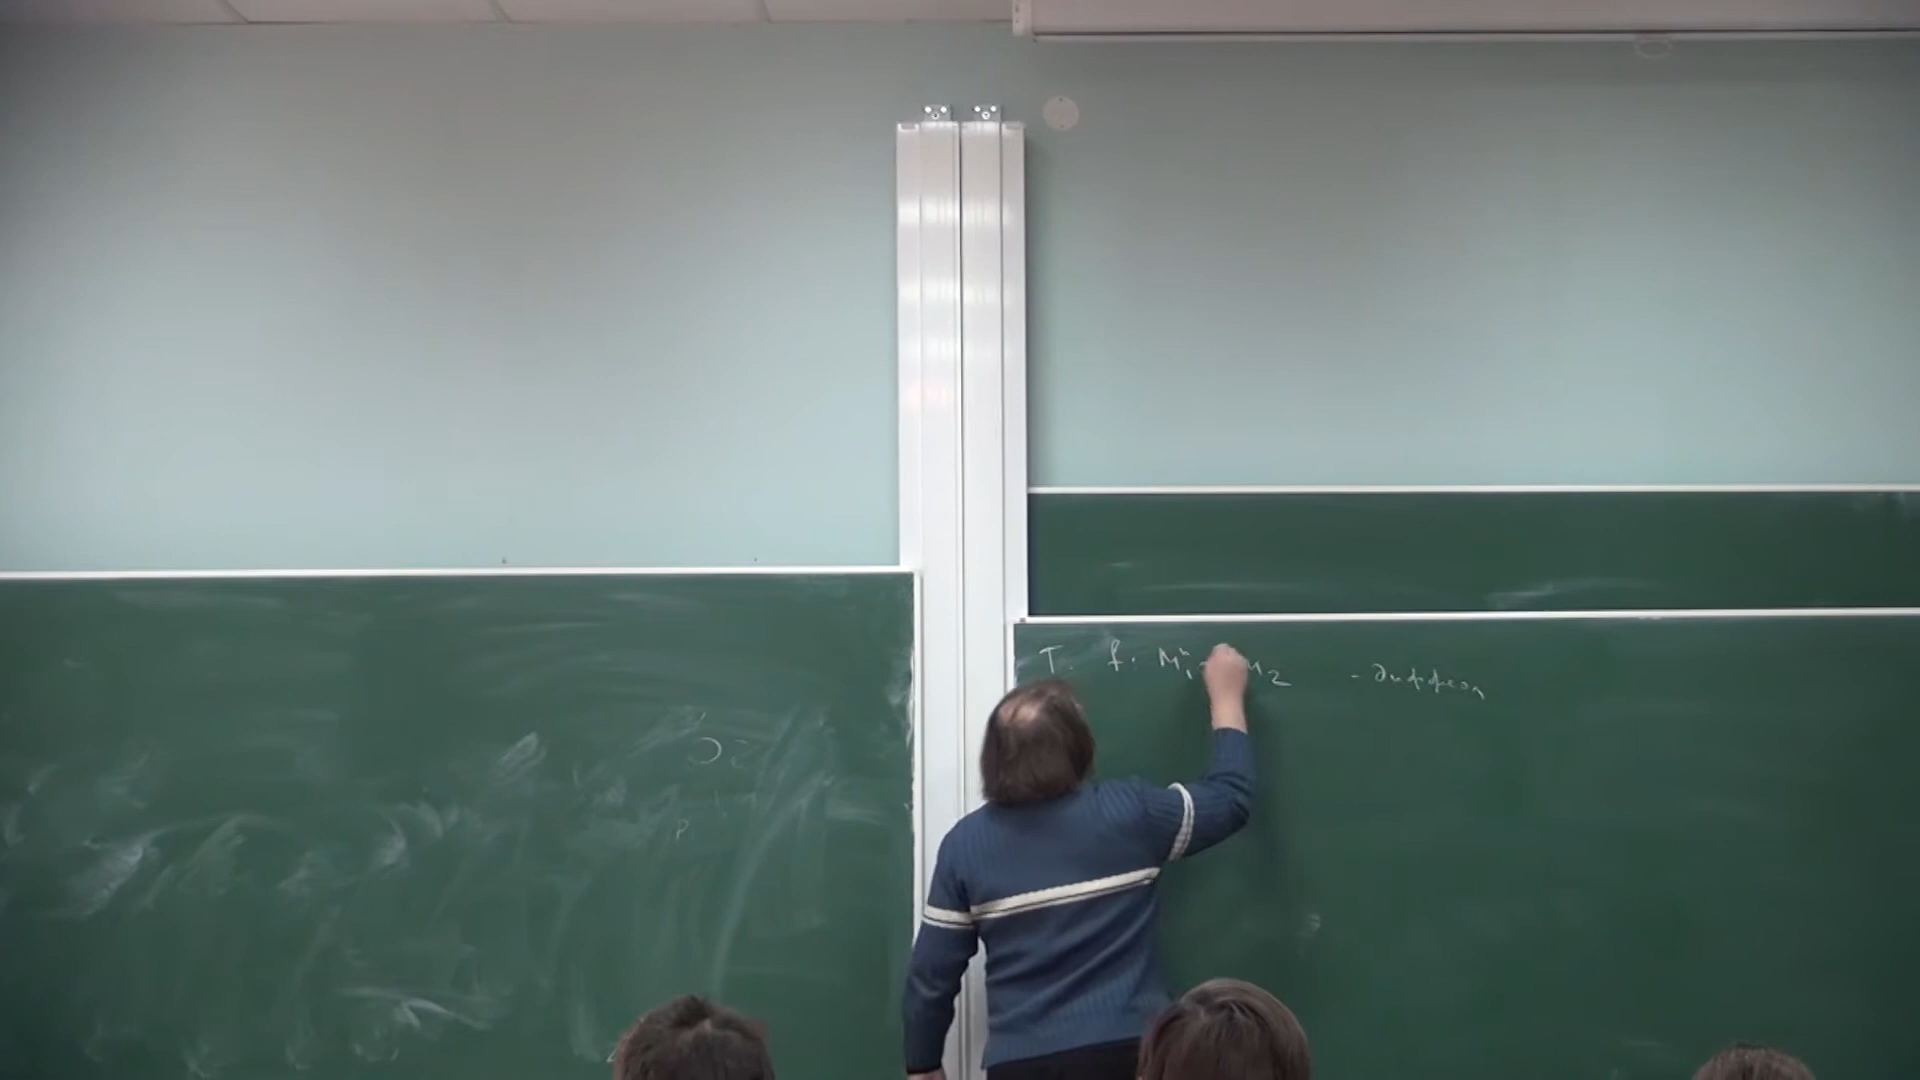 Т. f: M₁ⁿ → M₂ - диффеом